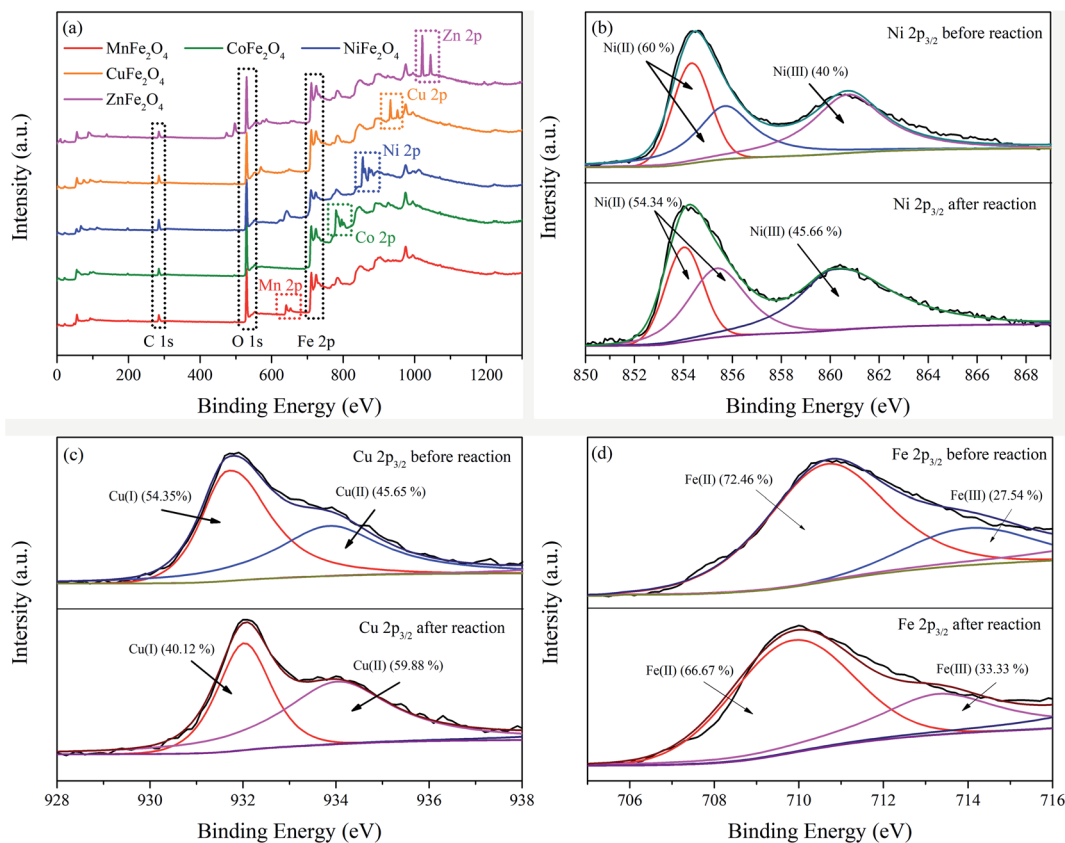 (a)
MnFe₂O₄ CoFe₂O₄ NiFe₂O₄
CuFe₂O₄
ZnFe₂O₄
Zn 2p
Cu 2p
Ni 2p
Co 2p
Mn 2p
C 1s O 1s Fe 2p
Intensity (a.u.)
0 200 400 600 800 1000 1200
Binding Energy (eV)
(b)
Ni 2p₃/₂ before reaction
Ni(II) (60 %)
Ni(III) (40 %)
Ni 2p₃/₂ after reaction
Ni(II) (54.34 %)
Ni(III) (45.66 %)
Intersity (a.u.)
850 852 854 856 858 860 862 864 866 868
Binding Energy (eV)
(c)
Cu 2p₃/₂ before reaction
Cu(I) (54.35%)
Cu(II) (45.65 %)
Cu 2p₃/₂ after reaction
Cu(I) (40.12 %)
Cu(II) (59.88 %)
Intersity (a.u.)
928 930 932 934 936 938
Binding Energy (eV)
(d)
Fe 2p₃/₂ before reaction
Fe(II) (72.46 %)
Fe(III) (27.54 %)
Fe 2p₃/₂ after reaction
Fe(II) (66.67 %)
Fe(III) (33.33 %)
Intersity (a.u.)
706 708 710 712 714 716
Binding Energy (eV)